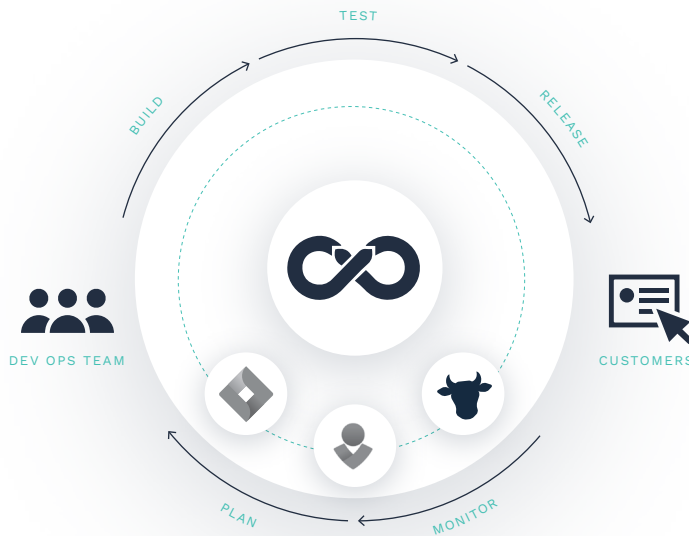 TEST
BUILD
RELEASE
DEV OPS TEAM
CUSTOMERS
PLAN
MONITOR